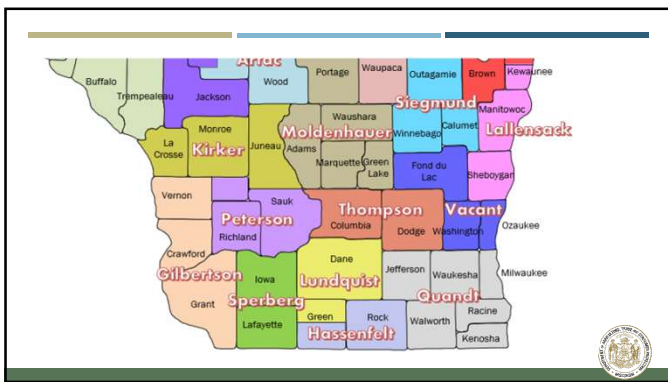 Arrac
Wood
Portage
Waupaca
Outagamie
Brown
Kewaunee
Buffalo
Trempealeau
Jackson
Siegmund
Manitowoc
Monroe
Waushara
Moldenhauer
Winnebago
Calumet
Lallensack
La
Crosse
Kirker
Juneau
Adams
Marquette
Green
Lake
Fond du
Lac
Sheboygan
Vernon
Sauk
Peterson
Thompson
Vacant
Richland
Columbia
Dodge
Washington
Ozaukee
Crawford
Gilbertson
Iowa
Dane
Jefferson
Waukesha
Milwaukee
Lundquist
Grant
Sperberg
Quandt
Lafayette
Green
Rock
Walworth
Racine
Hassenfelt
Kenosha